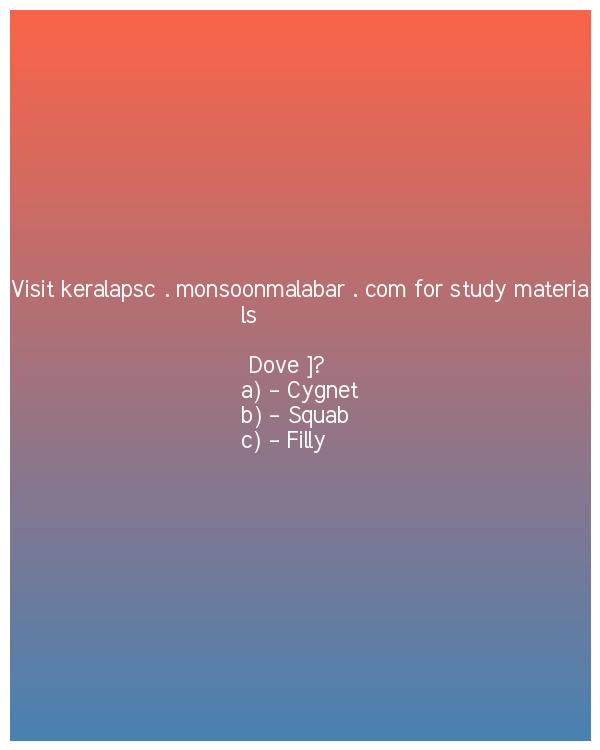 Visit keralapsc . monsoonmalabar . com for study materia
ls
Dove ]?
a) - Cygnet
b) - Squab
c) - Filly